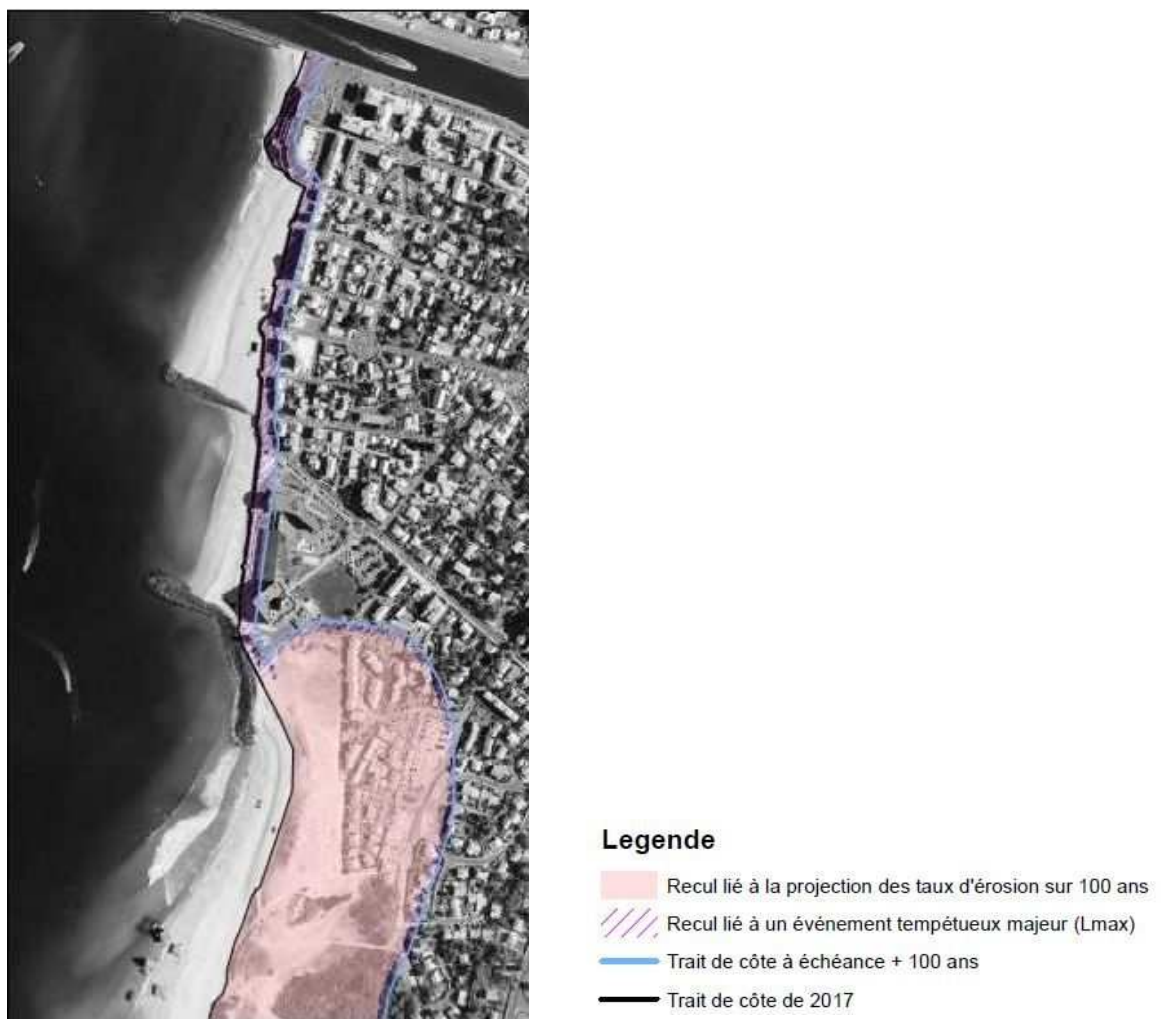 Legende
Recul lié à la projection des taux d'érosion sur 100 ans
Recul lié à un événement tempétueux majeur (Lmax)
Trait de côte à échéance + 100 ans
Trait de côte de 2017